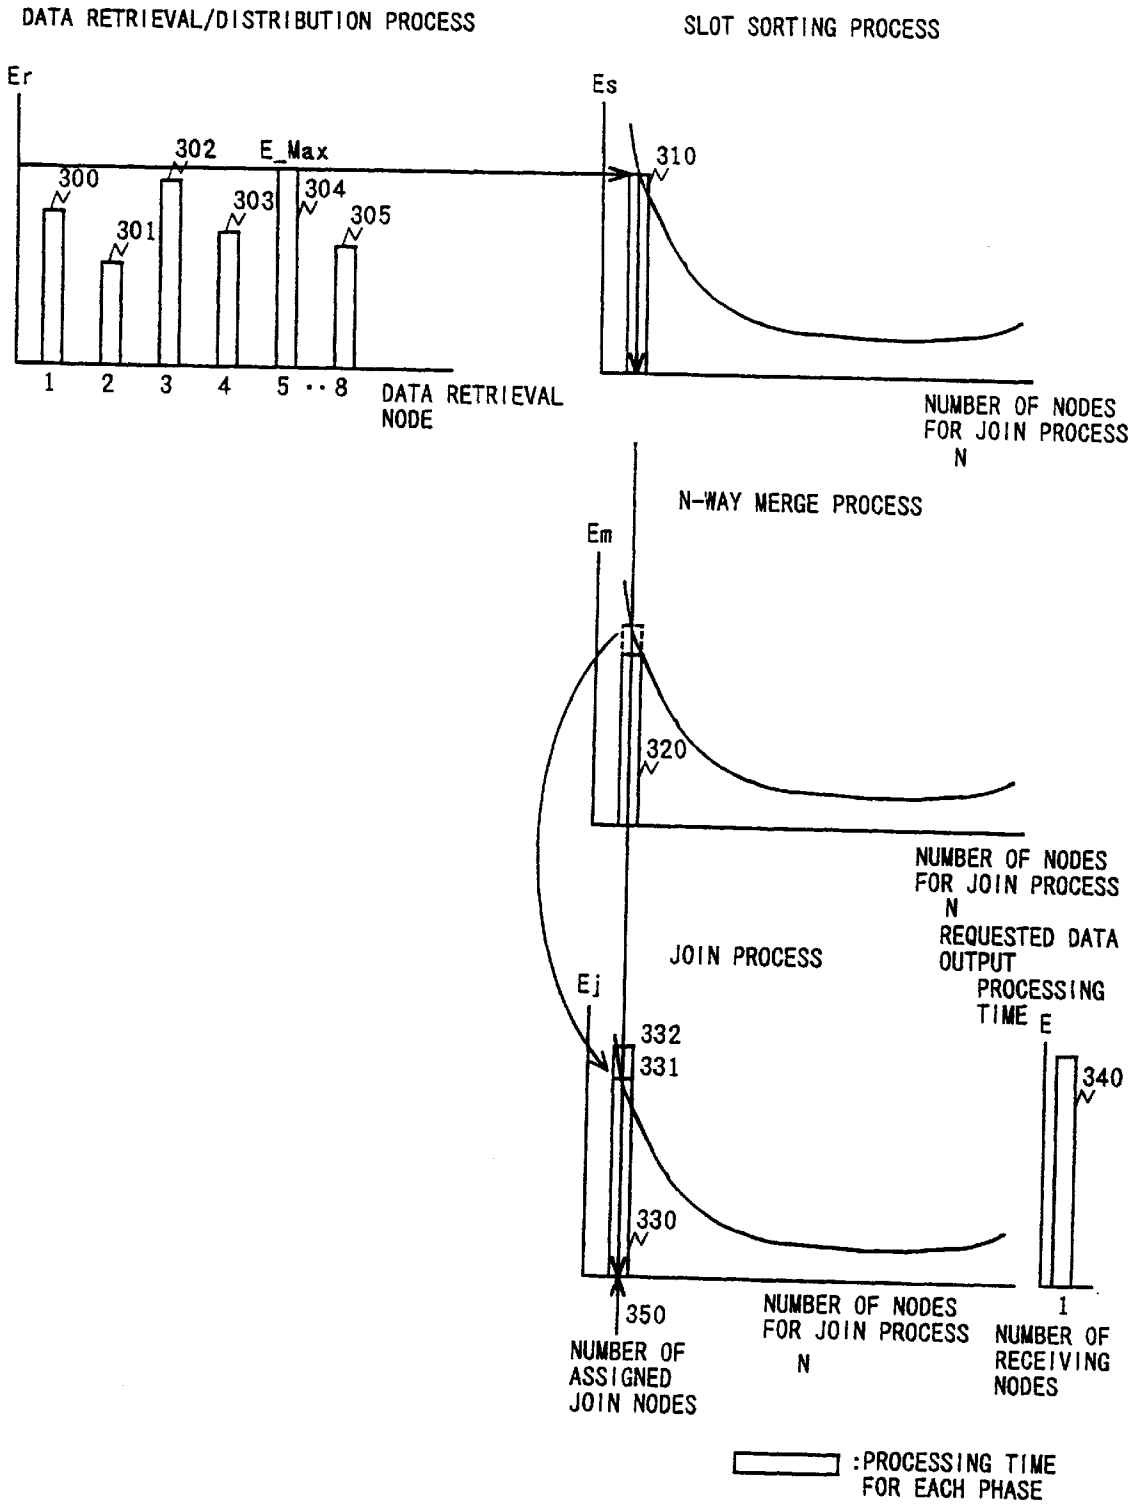 DATA RETRIEVAL/DISTRIBUTION PROCESS
SLOT SORTING PROCESS
Er
Es
302
E_Max
310
300
304
303
305
301
1 2 3 4 5 ·· 8
DATA RETRIEVAL
NODE
NUMBER OF NODES
FOR JOIN PROCESS
N
N-WAY MERGE PROCESS
Em
320
NUMBER OF NODES
FOR JOIN PROCESS
N
REQUESTED DATA
OUTPUT
PROCESSING
TIME
JOIN PROCESS
Ej
E
332
331
340
330
350
NUMBER OF
ASSIGNED
JOIN NODES
NUMBER OF NODES
FOR JOIN PROCESS
N
1
NUMBER OF
RECEIVING
NODES
:PROCESSING TIME
FOR EACH PHASE